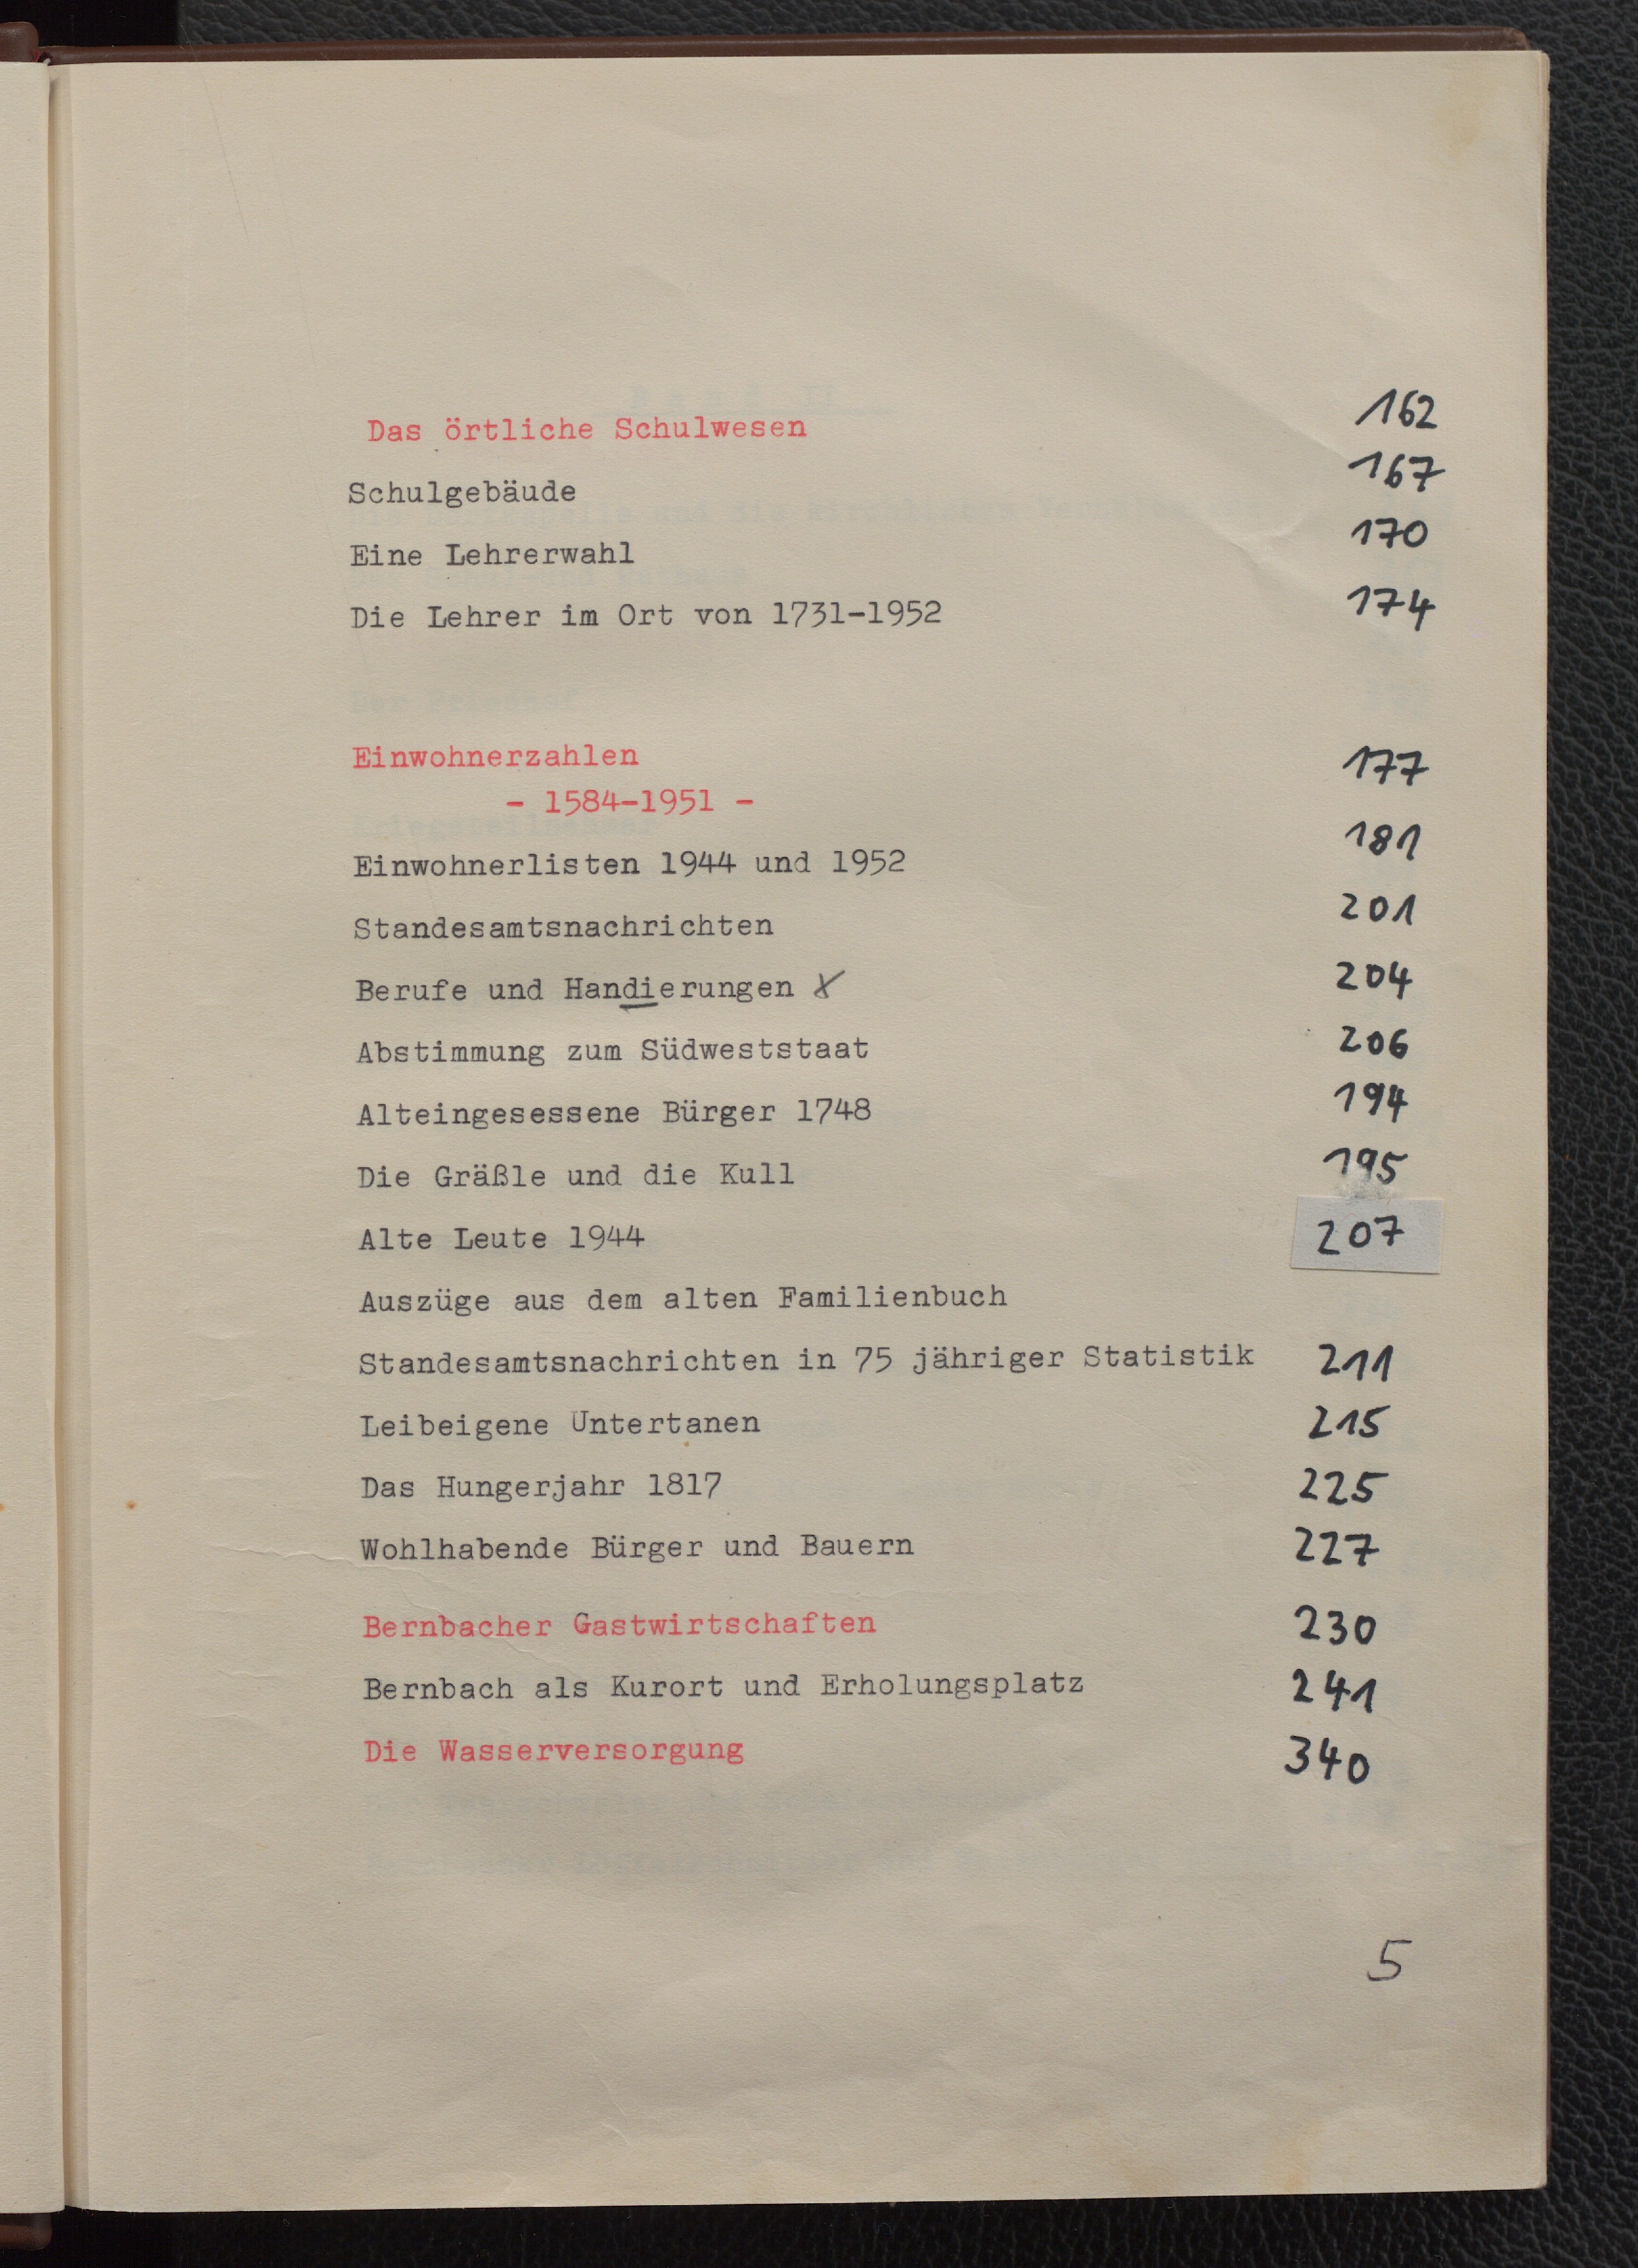 Das örtliche Schulwesen 162
Schulgebäude 167
Eine Lehrerwahl 170
Die Lehrer im Ort von 1731-1952 174
Einwohnerzahlen 177
- 1584-1951 -
Einwohnerlisten 1944 und 1952 181
Standesamtsnachrichten 201
Berufe und Handierungen 204
Abstimmung zum Südweststaat 206
Alteingesessene Bürger 1748 194
Die Gräßle und die Kull 195
Alte Leute 1944 207
Auszüge aus dem alten Familienbuch
Standesamtsnachrichten in 75 jähriger Statistik 211
Leibeigene Untertanen 215
Das Hungerjahr 1817 225
Wohlhabende Bürger und Bauern 227
Bernbacher Gastwirtschaften 230
Bernbach als Kurort und Erholungsplatz 241
Die Wasserversorgung 340
5